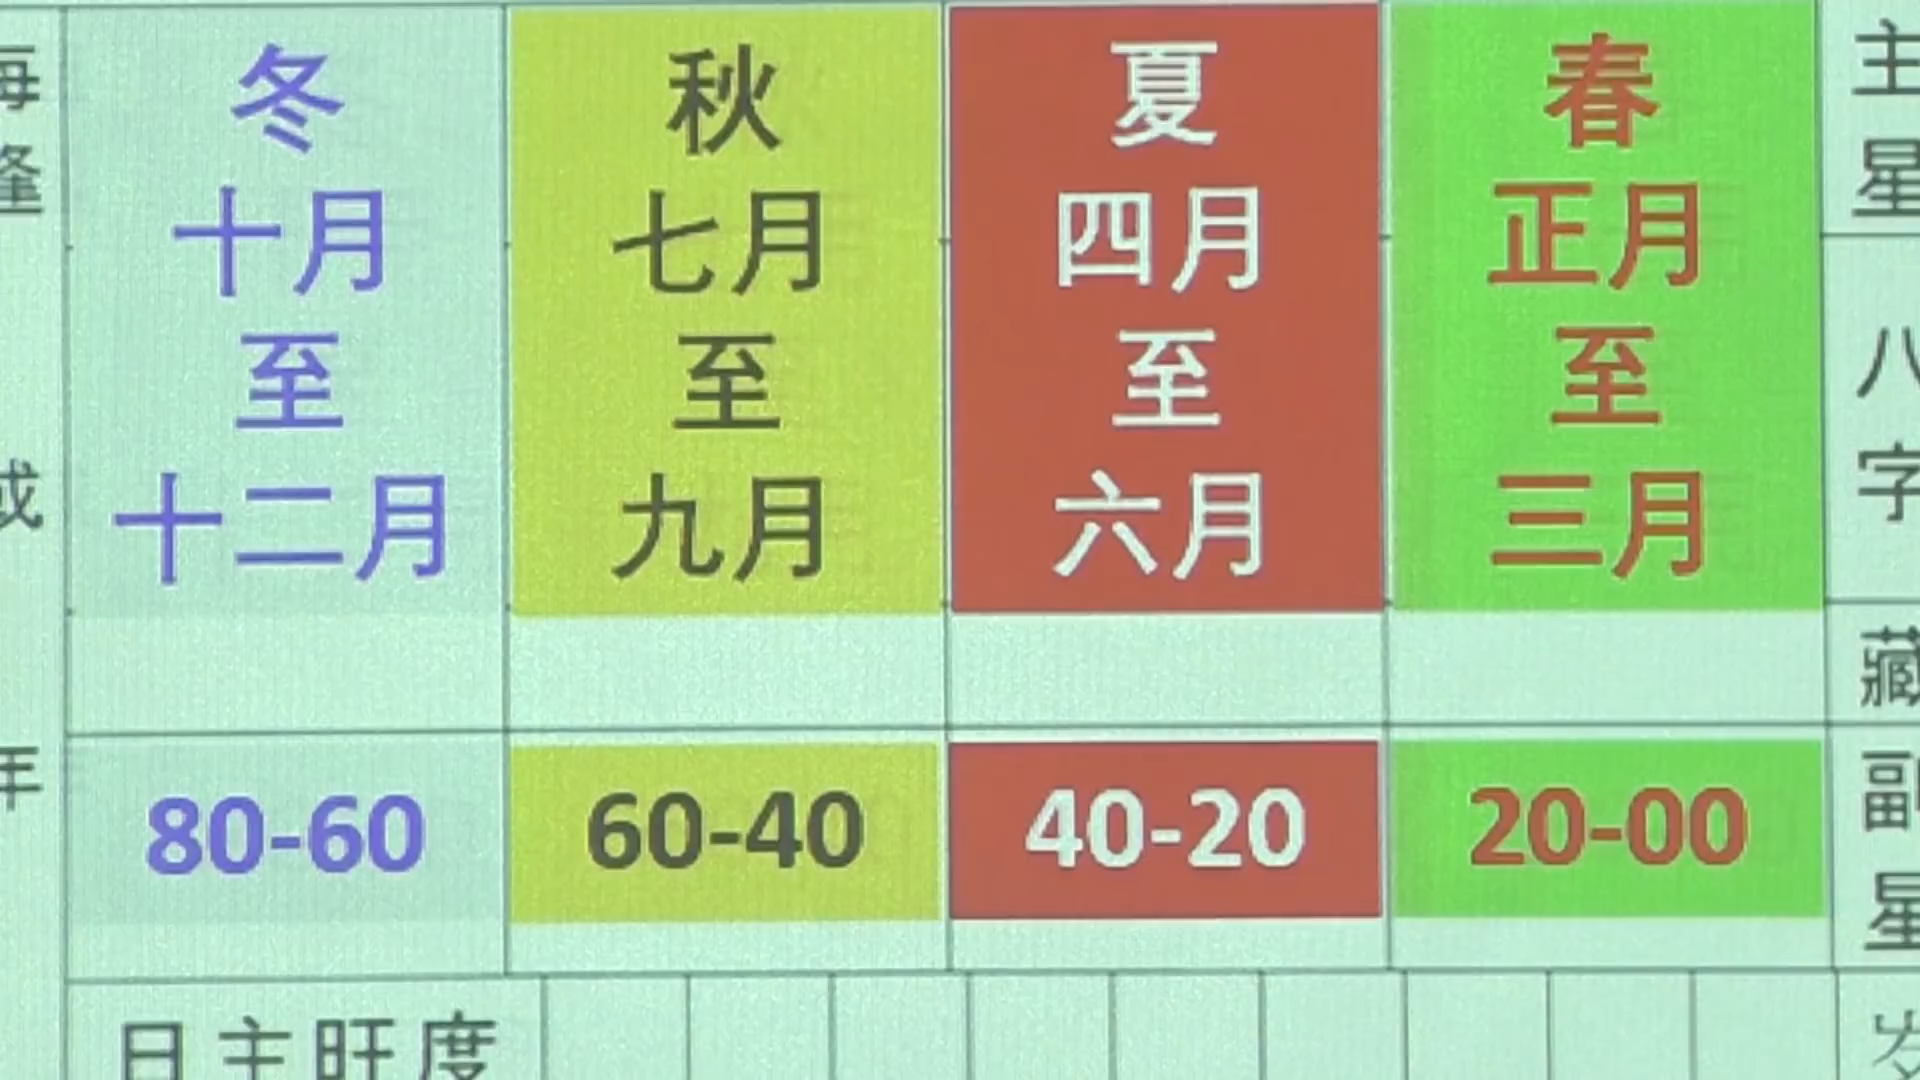 冬
十月
至
十二月
秋
七月
至
九月
夏
四月
至
六月
春
正月
至
三月
主
星
八
字
藏
80-60
60-40
40-20
20-00
副
星
年
日主旺度